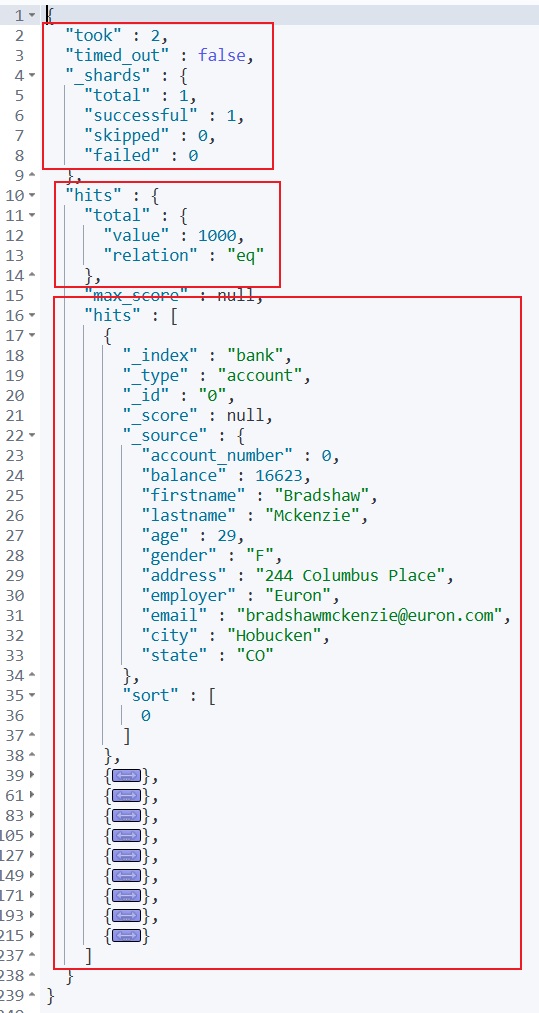 1 {
2 "took" : 2,
3 "timed_out" : false,
4 "_shards" : {
5 "total" : 1,
6 "successful" : 1,
7 "skipped" : 0,
8 "failed" : 0
9 },
10 "hits" : {
11 "total" : {
12 "value" : 1000,
13 "relation" : "eq"
14 },
15 "max_score" : null,
16 "hits" : [
17 {
18 "_index" : "bank",
19 "_type" : "account",
20 "_id" : "0",
21 "_score" : null,
22 "_source" : {
23 "account_number" : 0,
24 "balance" : 16623,
25 "firstname" : "Bradshaw",
26 "lastname" : "Mckenzie",
27 "age" : 29,
28 "gender" : "F",
29 "address" : "244 Columbus Place",
30 "employer" : "Euron",
31 "email" : "bradshawmckenzie@euron.com",
32 "city" : "Hobucken",
33 "state" : "CO"
34 },
35 "sort" : [
36 0
37 ]
38 },
39 {},
61 {},
83 {},
105 {},
127 {},
149 {},
171 {},
193 {},
215 {}
237 ]
238 }
239 }